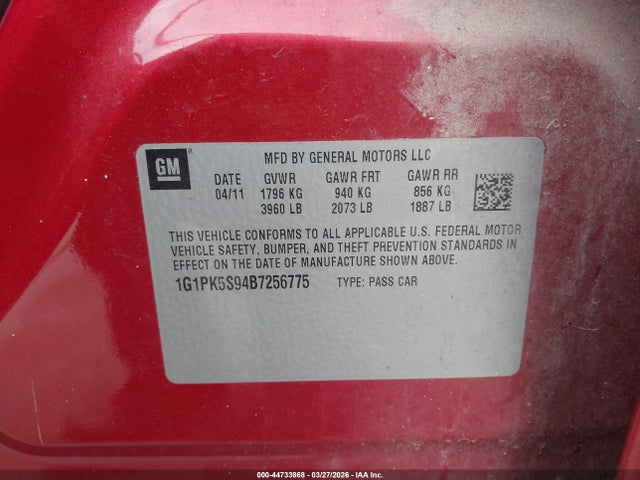 GM
MFD BY GENERAL MOTORS LLC
DATE GVWR GAWR FRT GAWR RR
04/11 1796 KG 940 KG 856 KG
3960 LB 2073 LB 1887 LB
THIS VEHICLE CONFORMS TO ALL APPLICABLE U.S. FEDERAL MOTOR
VEHICLE SAFETY, BUMPER, AND THEFT PREVENTION STANDARDS IN
EFFECT ON THE DATE OF MANUFACTURE SHOWN ABOVE.
1G1PK5S94B7256775 TYPE: PASS CAR
000-44733868 - 03/27/2026 - IAA Inc.